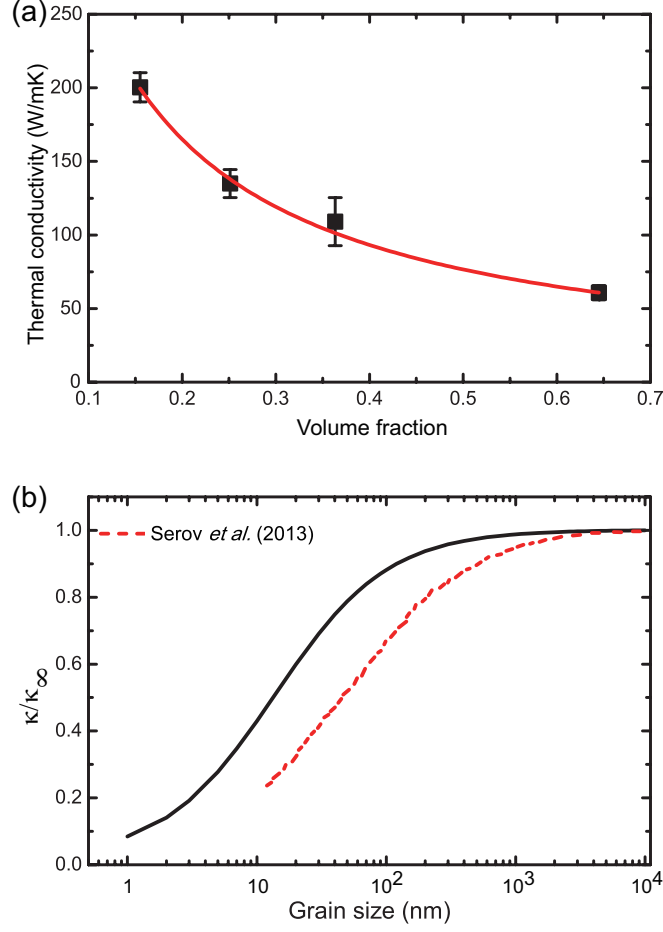 (a)
250
200
150
100
50
0
0.1 0.2 0.3 0.4 0.5 0.6 0.7
Thermal conductivity (W/mK)
Volume fraction
(b)
Serov et al. (2013)
1.0
0.8
0.6
0.4
0.2
0.0
1 10 10² 10³ 10⁴
κ/κ∞
Grain size (nm)